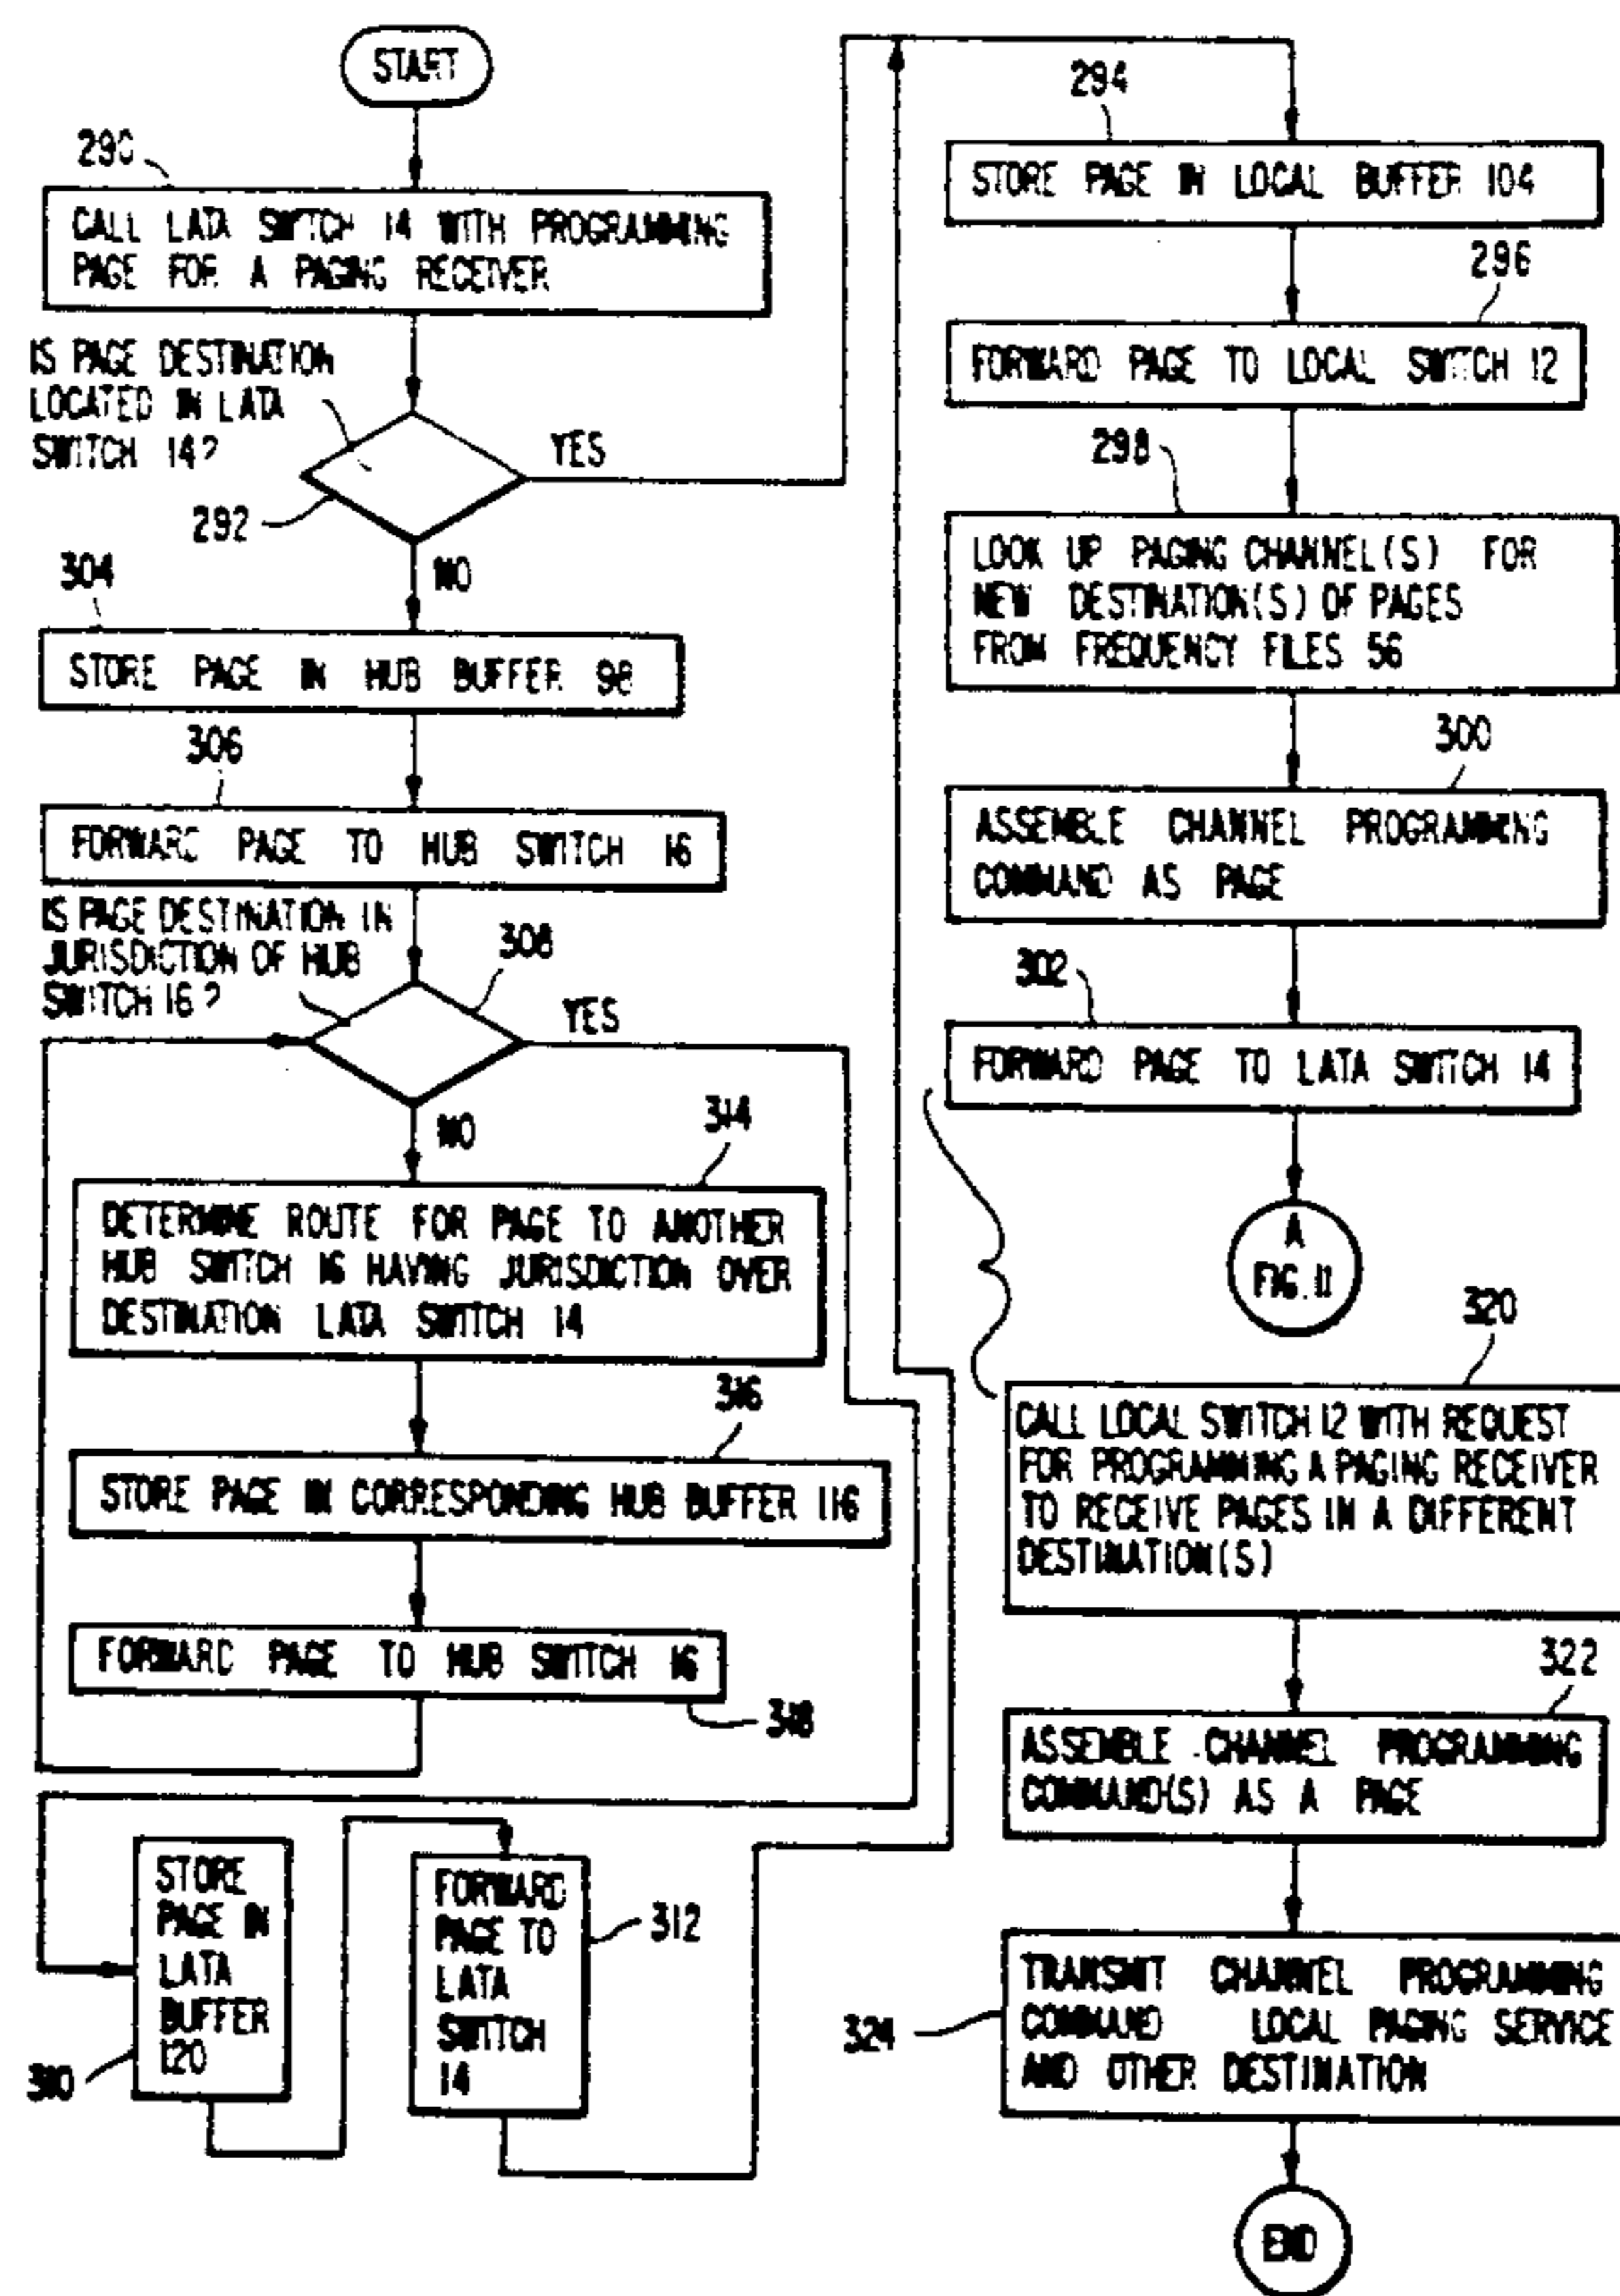 START
290
CALL LATA SWITCH 14 WITH PROGRAMMING
PAGE FOR A PAGING RECEIVER
IS PAGE DESTINATION
LOCATED IN LATA
SWITCH 14?
YES
292
NO
304
STORE PAGE IN HUB BUFFER 98
306
FORWARD PAGE TO HUB SWITCH 16
IS PAGE DESTINATION IN
JURISDICTION OF HUB
SWITCH 16?
308
YES
NO
314
DETERMINE ROUTE FOR PAGE TO ANOTHER
HUB SWITCH 16 HAVING JURISDICTION OVER
DESTINATION LATA SWITCH 14
316
STORE PAGE IN CORRESPONDING HUB BUFFER 116
FORWARD PAGE TO HUB SWITCH 16
318
STORE
PAGE IN
LATA
BUFFER
120
310
FORWARD
PAGE TO
LATA
SWITCH
14
312
294
STORE PAGE IN LOCAL BUFFER 104
296
FORWARD PAGE TO LOCAL SWITCH 12
298
LOOK UP PAGING CHANNEL(S) FOR
NEW DESTINATION(S) OF PAGES
FROM FREQUENCY FILES 56
300
ASSEMBLE CHANNEL PROGRAMMING
COMMAND AS PAGE
302
FORWARD PAGE TO LATA SWITCH 14
A
FIG. 11
320
CALL LOCAL SWITCH 12 WITH REQUEST
FOR PROGRAMMING A PAGING RECEIVER
TO RECEIVE PAGES IN A DIFFERENT
DESTINATION(S)
322
ASSEMBLE CHANNEL PROGRAMMING
COMMAND(S) AS A PAGE
TRANSMIT CHANNEL PROGRAMMING
COMMAND LOCAL PAGING SERVICE
AND OTHER DESTINATION
324
END